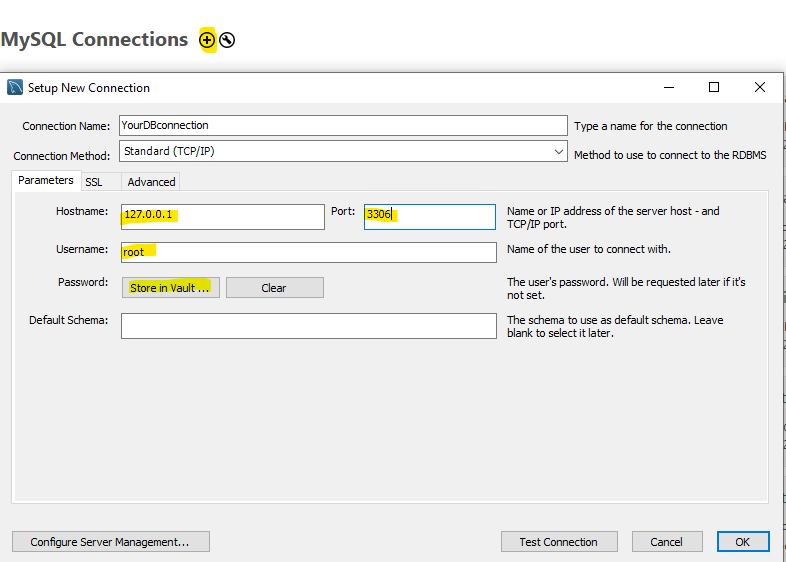 MySQL Connections
Setup New Connection
Connection Name: YourDBconnection Type a name for the connection
Connection Method: Standard (TCP/IP) Method to use to connect to the RDBMS
Parameters SSL Advanced
Hostname: 127.0.0.1 Port: 3306 Name or IP address of the server host - and
TCP/IP port.
Username: root Name of the user to connect with.
Password: Store in Vault ... Clear The user's password. Will be requested later if it's
not set.
Default Schema: The schema to use as default schema. Leave
blank to select it later.
Configure Server Management... Test Connection Cancel OK